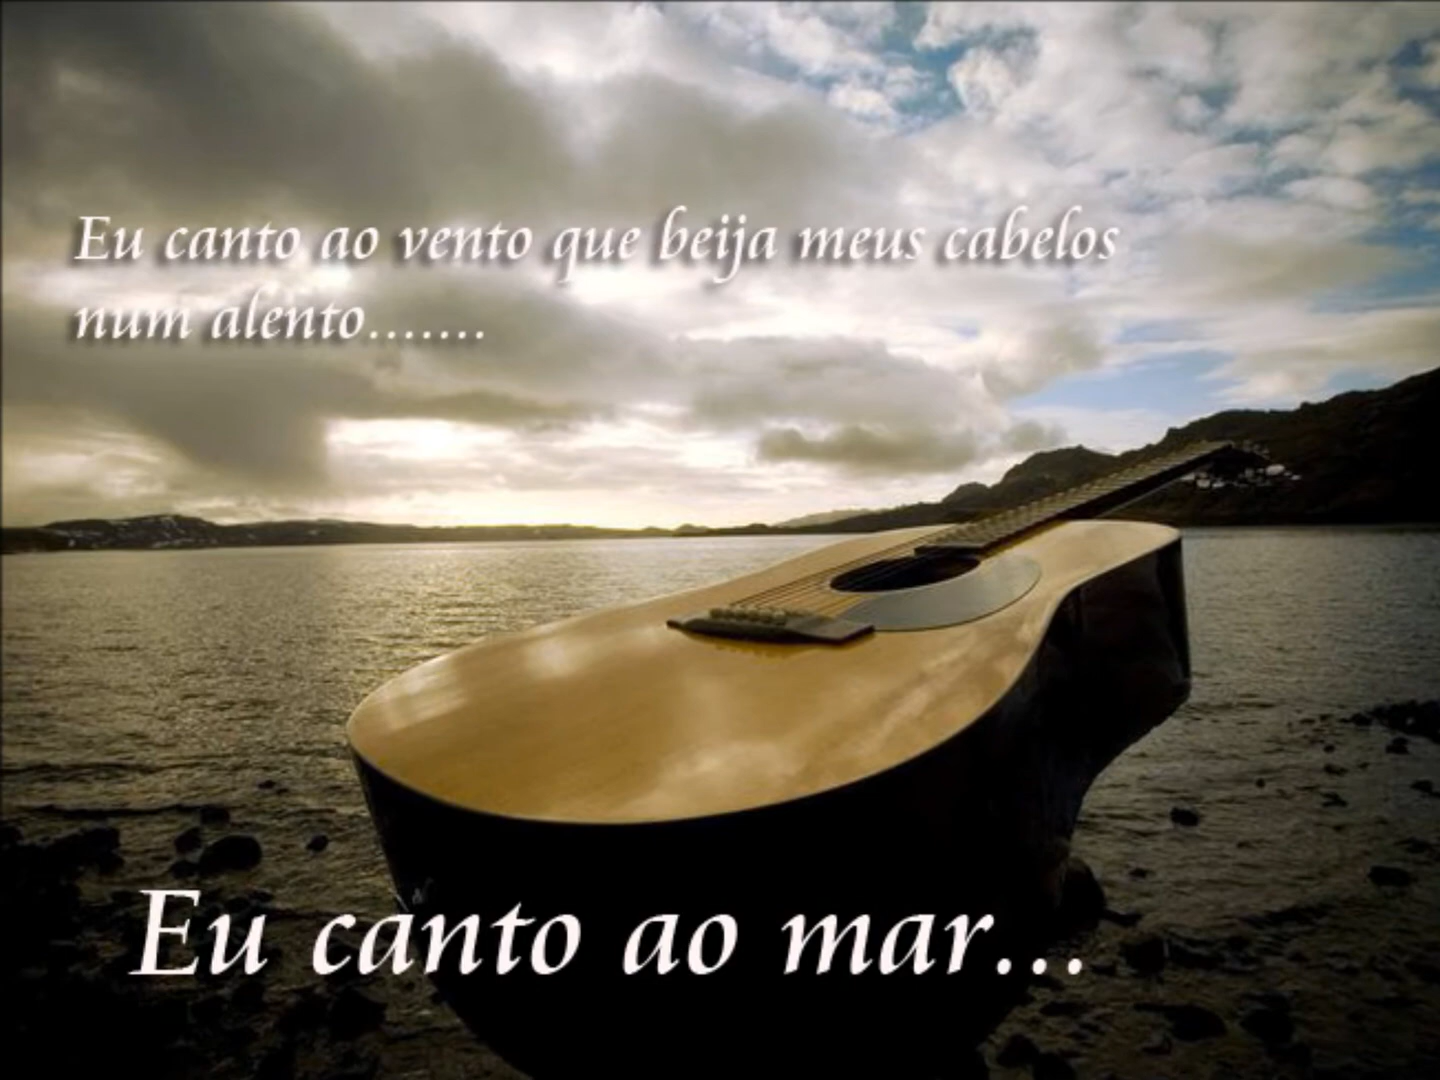 Eu canto ao vento que beija meus cabelos
num alento.......
Eu canto ao mar...